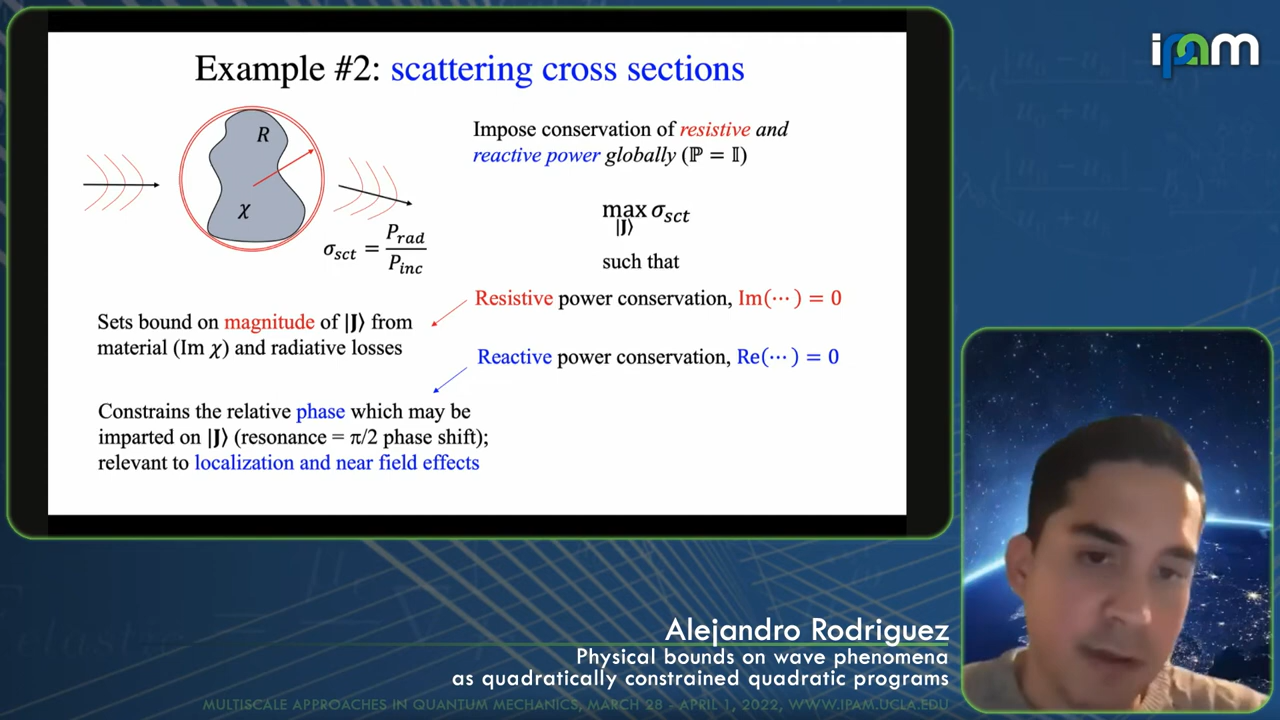 Example #2: scattering cross sections
ipam
R
χ
σ_sct = P_rad / P_inc
Impose conservation of resistive and
reactive power globally (ℙ = 𝕀)
max σ_sct
|J⟩
such that
Resistive power conservation, Im(⋯) = 0
Reactive power conservation, Re(⋯) = 0
Sets bound on magnitude of |J⟩ from
material (Im χ) and radiative losses
Constrains the relative phase which may be
imparted on |J⟩ (resonance = π/2 phase shift);
relevant to localization and near field effects
Alejandro Rodriguez
Physical bounds on wave phenomena
as quadratically constrained quadratic programs
MULTISCALE APPROACHES IN QUANTUM MECHANICS, MARCH 28 - APRIL 1, 2022, WWW.IPAM.UCLA.EDU